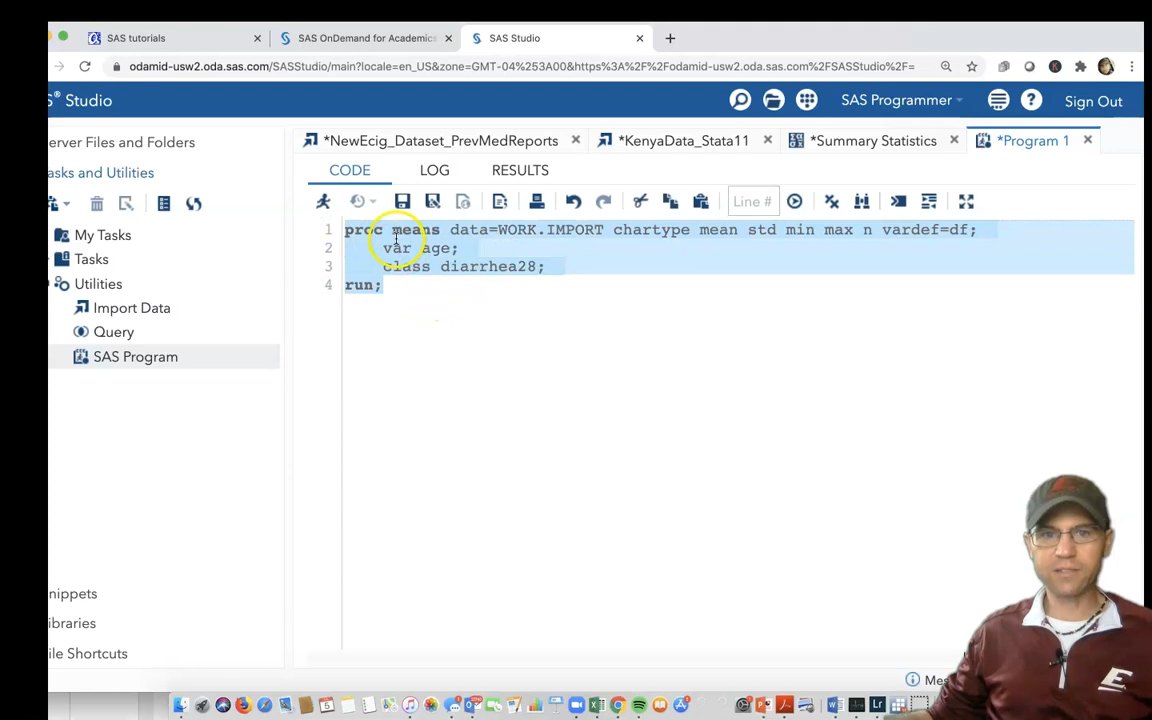 SAS tutorials
SAS OnDemand for Academics
SAS Studio
odamid-usw2.oda.sas.com/SASStudio/main?locale=en_US&zone=GMT-04%253A00&https%3A%2F%2Fodamid-usw2.oda.sas.com%2FSASStudio%2F=
S® Studio
SAS Programmer
Sign Out
erver Files and Folders
asks and Utilities
My Tasks
Tasks
Utilities
Import Data
Query
SAS Program
nippets
ibraries
ile Shortcuts
*NewEcig_Dataset_PrevMedReports
*KenyaData_Stata11
*Summary Statistics
*Program 1
CODE
LOG
RESULTS
Line #
1 proc means data=WORK.IMPORT chartype mean std min max n vardef=df;
2 var age;
3 class diarrhea28;
4 run;
Mes
E